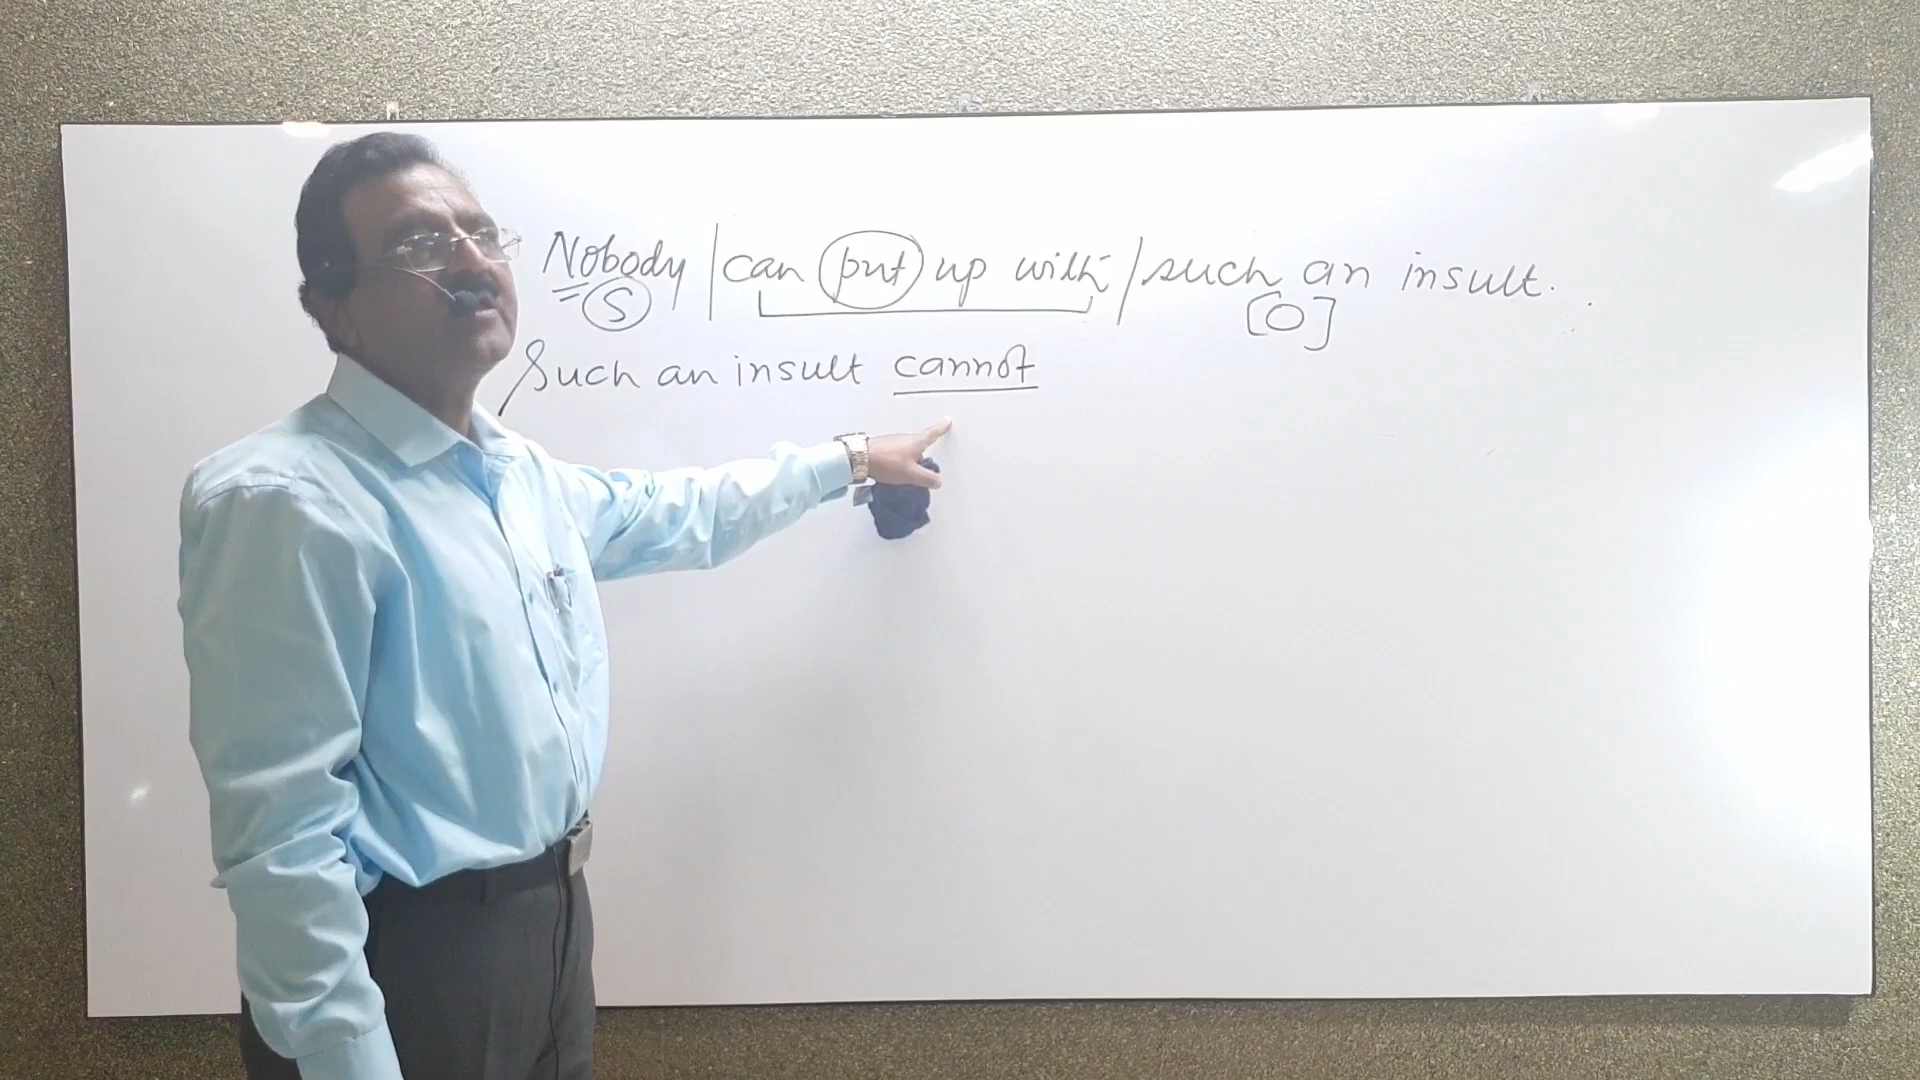 Nobody / can put up with / such an insult.
S [O]
Such an insult cannot